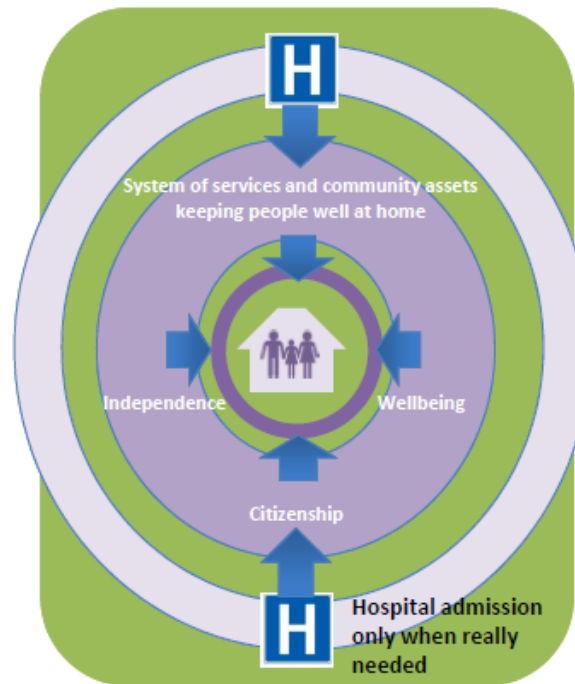 H
System of services and community assets
keeping people well at home
Independence
Wellbeing
Citizenship
H
Hospital admission
only when really
needed